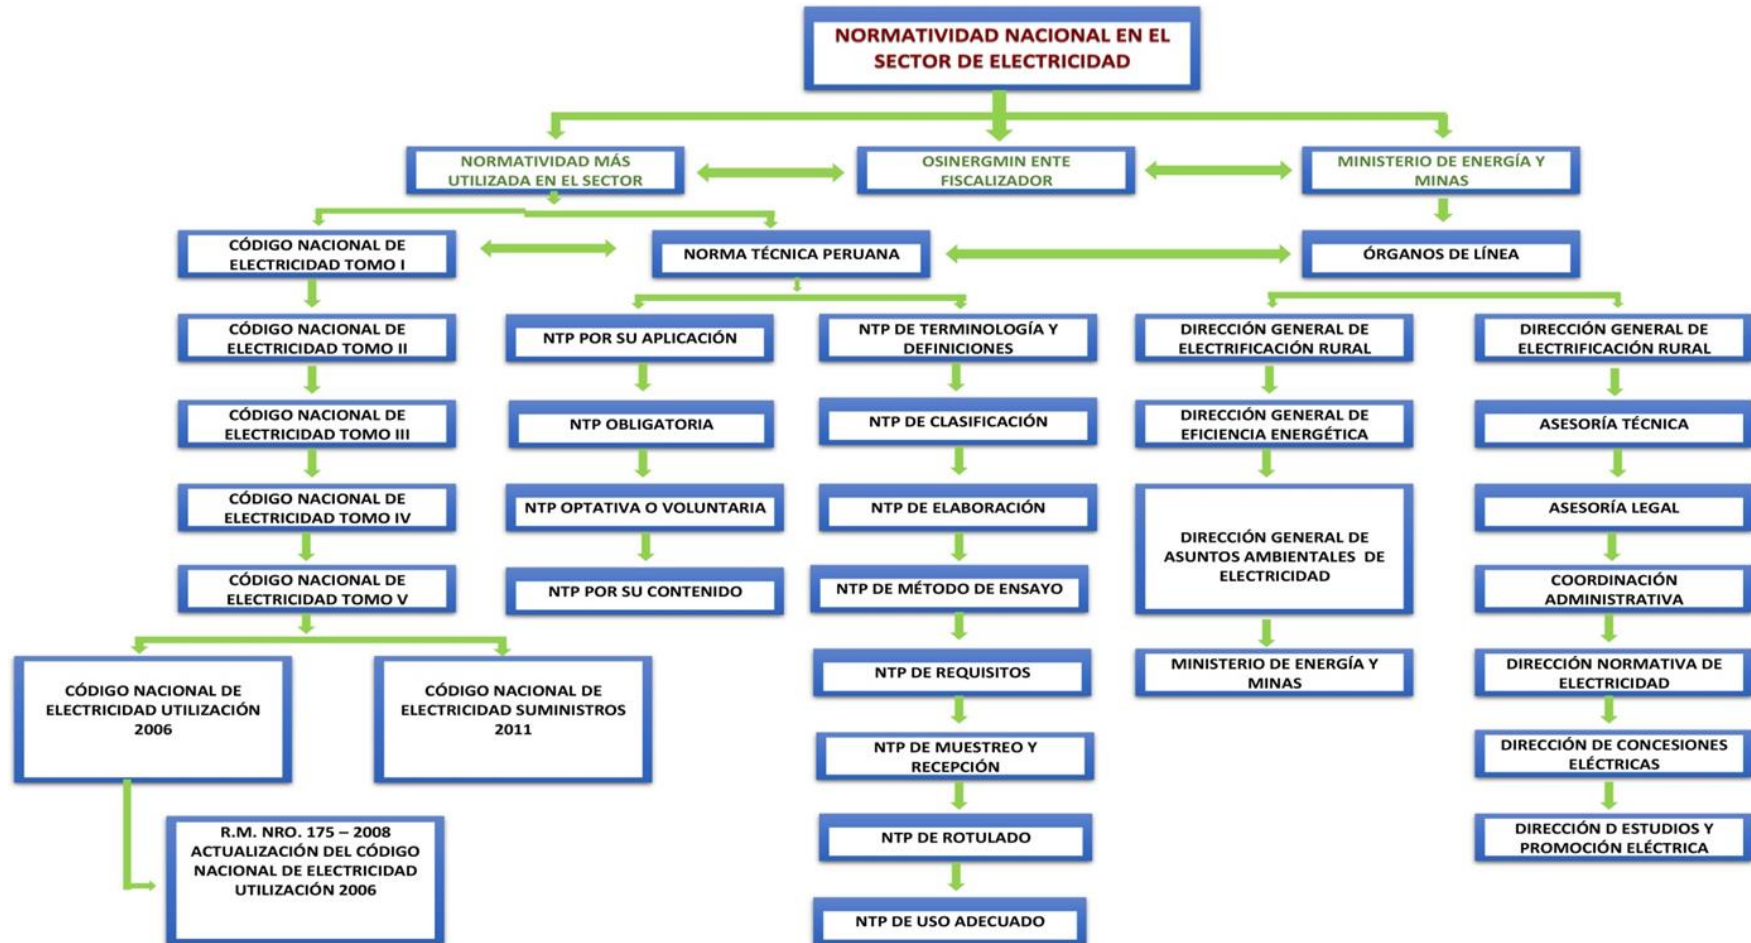 NORMATIVIDAD NACIONAL EN EL
SECTOR DE ELECTRICIDAD
NORMATIVIDAD MÁS
UTILIZADA EN EL SECTOR
OSINERGMIN ENTE
FISCALIZADOR
MINISTERIO DE ENERGÍA Y
MINAS
CÓDIGO NACIONAL DE
ELECTRICIDAD TOMO I
NORMA TÉCNICA PERUANA
ÓRGANOS DE LÍNEA
CÓDIGO NACIONAL DE
ELECTRICIDAD TOMO II
NTP POR SU APLICACIÓN
NTP DE TERMINOLOGÍA Y
DEFINICIONES
DIRECCIÓN GENERAL DE
ELECTRIFICACIÓN RURAL
DIRECCIÓN GENERAL DE
ELECTRIFICACIÓN RURAL
CÓDIGO NACIONAL DE
ELECTRICIDAD TOMO III
NTP OBLIGATORIA
NTP DE CLASIFICACIÓN
DIRECCIÓN GENERAL DE
EFICIENCIA ENERGÉTICA
ASESORÍA TÉCNICA
CÓDIGO NACIONAL DE
ELECTRICIDAD TOMO IV
NTP OPTATIVA O VOLUNTARIA
NTP DE ELABORACIÓN
DIRECCIÓN GENERAL DE
ASUNTOS AMBIENTALES DE
ELECTRICIDAD
ASESORÍA LEGAL
CÓDIGO NACIONAL DE
ELECTRICIDAD TOMO V
NTP POR SU CONTENIDO
NTP DE MÉTODO DE ENSAYO
COORDINACIÓN
ADMINISTRATIVA
CÓDIGO NACIONAL DE
ELECTRICIDAD UTILIZACIÓN
2006
CÓDIGO NACIONAL DE
ELECTRICIDAD SUMINISTROS
2011
NTP DE REQUISITOS
MINISTERIO DE ENERGÍA Y
MINAS
DIRECCIÓN NORMATIVA DE
ELECTRICIDAD
NTP DE MUESTREO Y
RECEPCIÓN
DIRECCIÓN DE CONCESIONES
ELÉCTRICAS
R.M. NRO. 175 – 2008
ACTUALIZACIÓN DEL CÓDIGO
NACIONAL DE ELECTRICIDAD
UTILIZACIÓN 2006
NTP DE ROTULADO
DIRECCIÓN D ESTUDIOS Y
PROMOCIÓN ELÉCTRICA
NTP DE USO ADECUADO